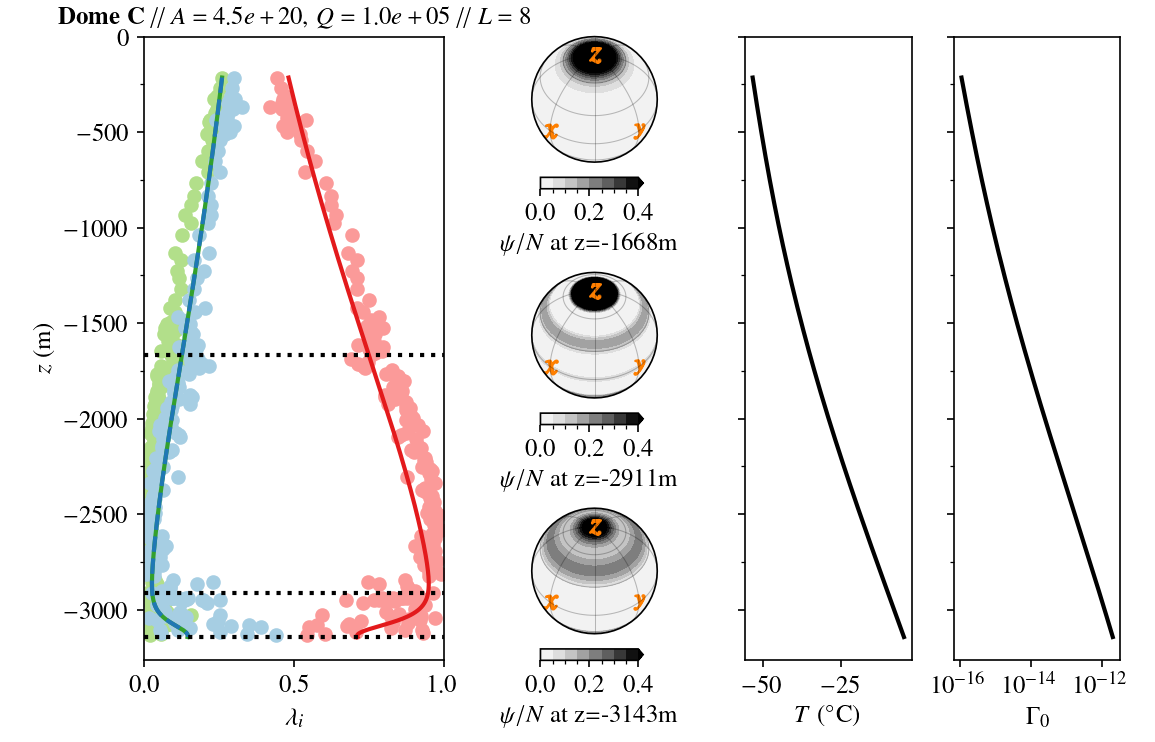 Dome C // A = 4.5e + 20, Q = 1.0e + 05 // L = 8
0
−500
−1000
−1500
−2000
−2500
−3000
z (m)
0.0 0.5 1.0
λi
z
x y
0.0 0.2 0.4
ψ/N at z=-1668m
z
x y
0.0 0.2 0.4
ψ/N at z=-2911m
z
x y
0.0 0.2 0.4
ψ/N at z=-3143m
−50 −25
T (°C)
10⁻¹⁶ 10⁻¹⁴ 10⁻¹²
Γ0